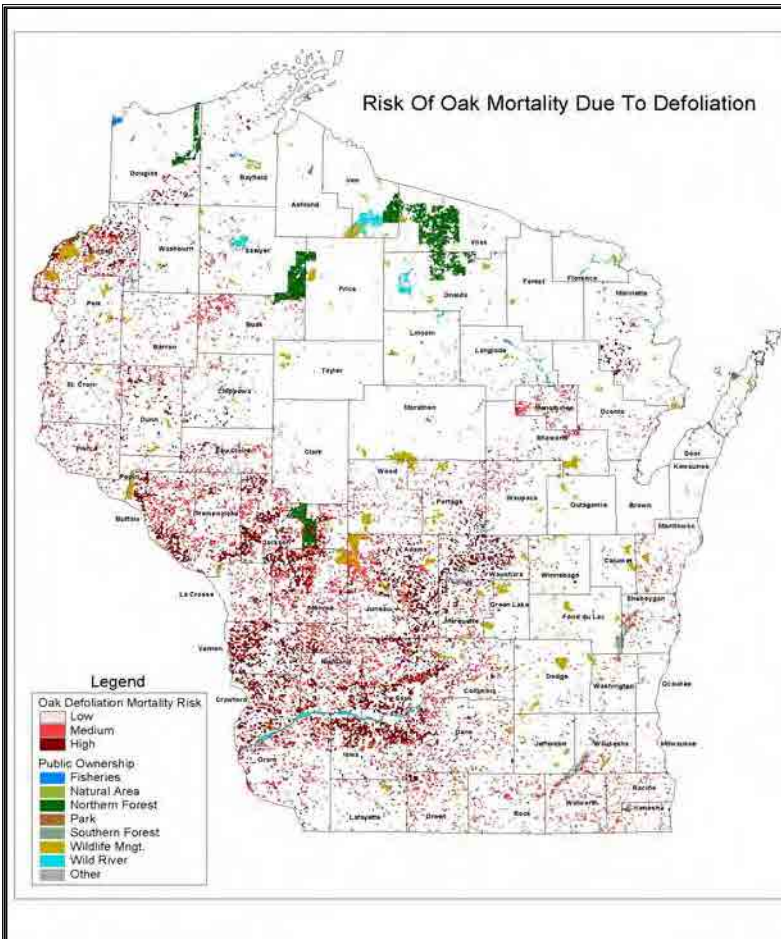 Risk Of Oak Mortality Due To Defoliation
Douglas
Bayfield
Ashland
Iron
Vilas
Washburn
Sawyer
Price
Oneida
Forest
Florence
Marinette
Polk
Barron
Rusk
Lincoln
Langlade
Taylor
St. Croix
Dunn
Chippewa
Marathon
Menominee
Oconto
Shawano
Door
Kewaunee
Pierce
Eau Claire
Clark
Wood
Portage
Waupaca
Outagamie
Brown
Pepin
Buffalo
Trempealeau
Jackson
Adams
Waushara
Winnebago
Calumet
Manitowoc
La Crosse
Monroe
Juneau
Marquette
Green Lake
Fond du Lac
Sheboygan
Vernon
Richland
Sauk
Columbia
Dodge
Washington
Ozaukee
Crawford
Grant
Iowa
Dane
Jefferson
Waukesha
Milwaukee
Lafayette
Green
Rock
Walworth
Racine
Kenosha
Legend
Oak Defoliation Mortality Risk
Low
Medium
High
Public Ownership
Fisheries
Natural Area
Northern Forest
Park
Southern Forest
Wildlife Mngt.
Wild River
Other